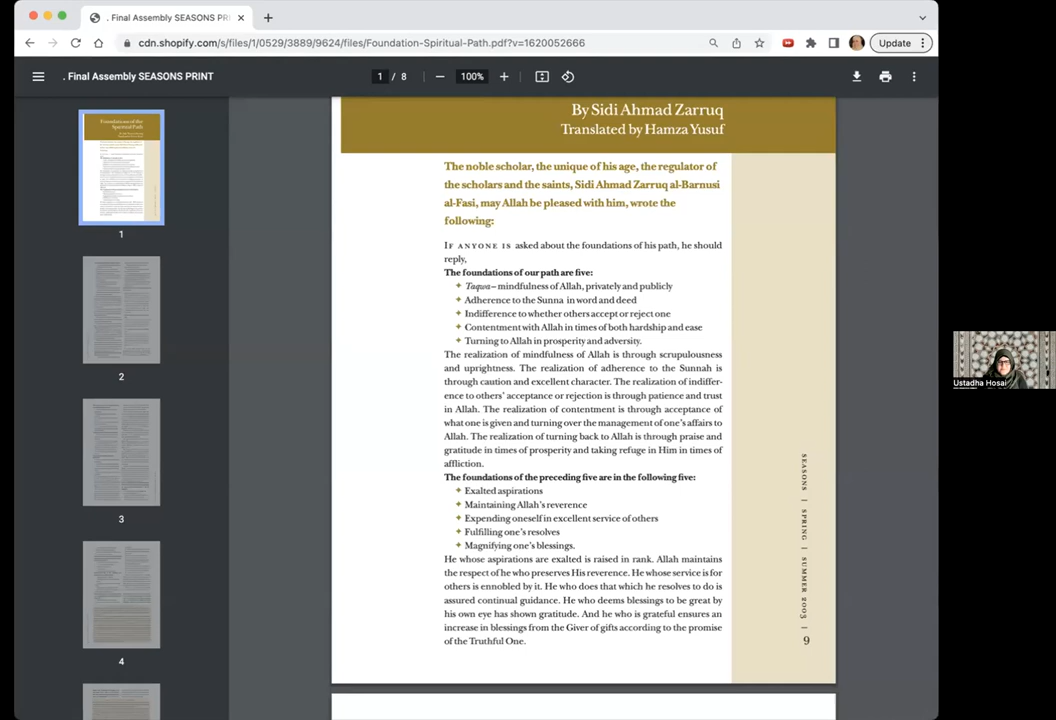 . Final Assembly SEASONS PRI
cdn.shopify.com/s/files/1/0529/3889/9624/files/Foundation-Spiritual-Path.pdf?v=1620052666
Update
. Final Assembly SEASONS PRINT
1 / 8
100%
Foundations of the
Spiritual Path
1
2
3
4
By Sidi Ahmad Zarruq
Translated by Hamza Yusuf
The noble scholar, the unique of his age, the regulator of
the scholars and the saints, Sidi Ahmad Zarruq al-Barnusi
al-Fasi, may Allah be pleased with him, wrote the
following:
IF ANYONE IS asked about the foundations of his path, he should
reply,
The foundations of our path are five:
Taqwa– mindfulness of Allah, privately and publicly
Adherence to the Sunna in word and deed
Indifference to whether others accept or reject one
Contentment with Allah in times of both hardship and ease
Turning to Allah in prosperity and adversity.
The realization of mindfulness of Allah is through scrupulousness
and uprightness. The realization of adherence to the Sunnah is
through caution and excellent character. The realization of indiffer-
ence to others' acceptance or rejection is through patience and trust
in Allah. The realization of contentment is through acceptance of
what one is given and turning over the management of one's affairs to
Allah. The realization of turning back to Allah is through praise and
gratitude in times of prosperity and taking refuge in Him in times of
affliction.
The foundations of the preceding five are in the following five:
Exalted aspirations
Maintaining Allah's reverence
Expending oneself in excellent service of others
Fulfilling one's resolves
Magnifying one's blessings.
He whose aspirations are exalted is raised in rank. Allah maintains
the respect of he who preserves His reverence. He whose service is for
others is ennobled by it. He who does that which he resolves to do is
assured continual guidance. He who deems blessings to be great by
his own eye has shown gratitude. And he who is grateful ensures an
increase in blessings from the Giver of gifts according to the promise
of the Truthful One.
SEASONS | SPRING | SUMMER 2003 |
9
Ustadha Hosai